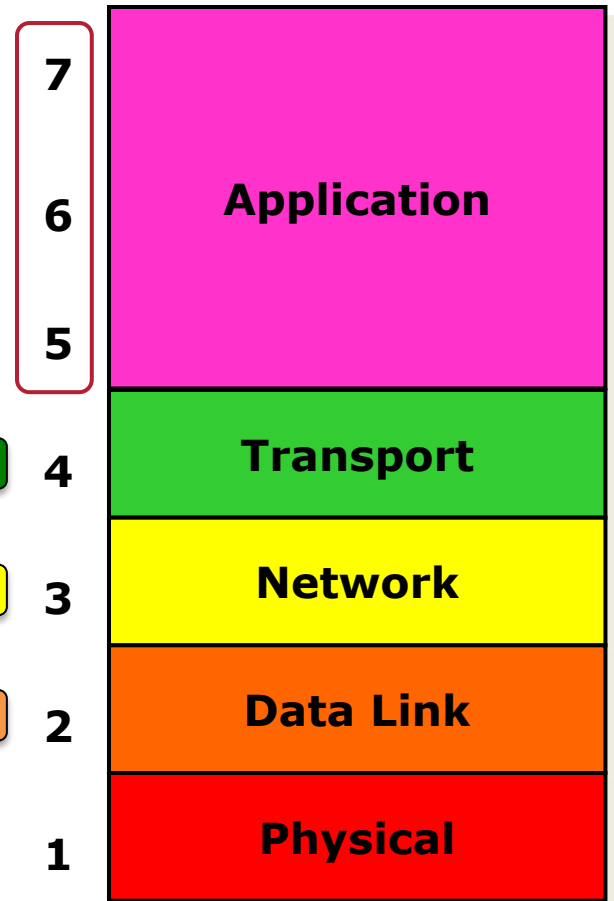 7
6
Application
5
4
Transport
3
Network
2
Data Link
1
Physical